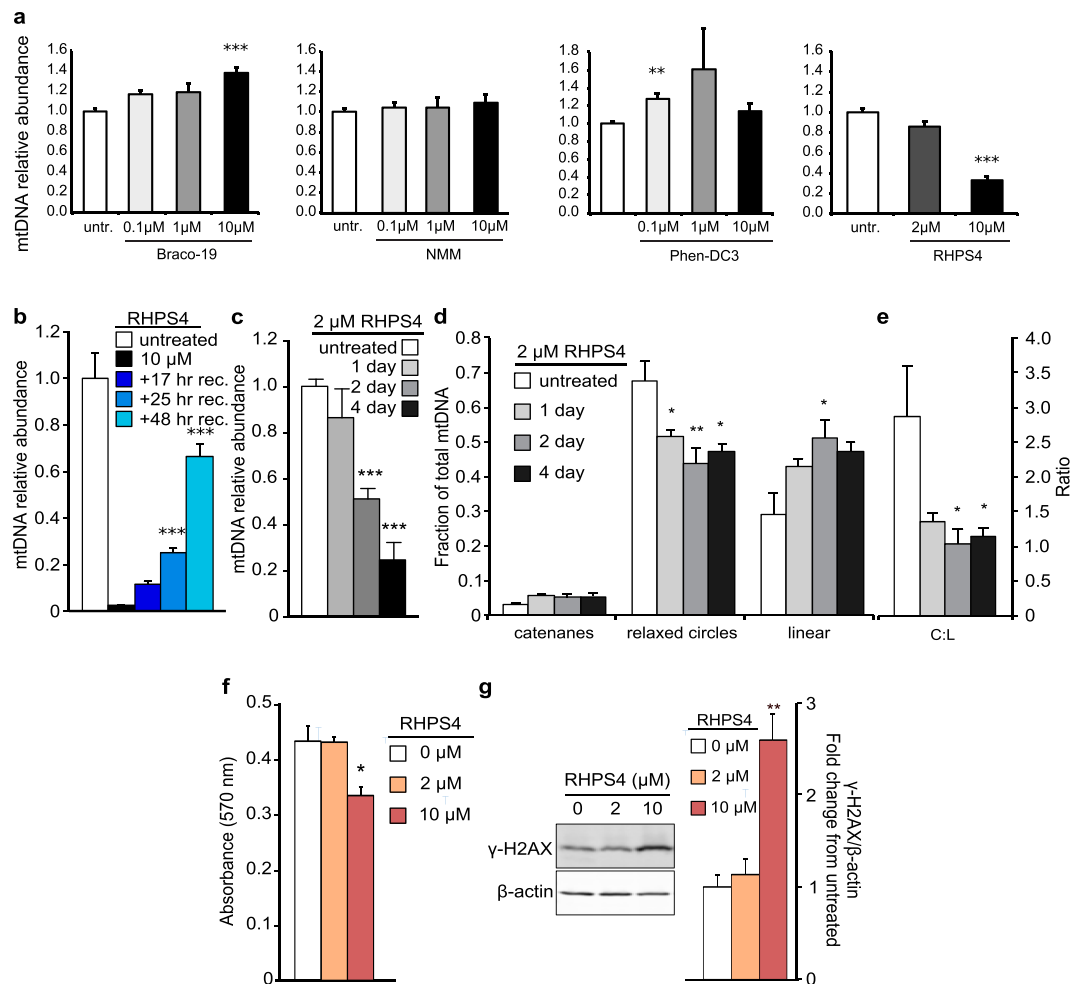 a
mtDNA relative abundance
1.6
1.4
1.2
1.0
0.8
0.6
0.4
0.2
0.0
***
untr. 0.1µM 1µM 10µM
Braco-19
1.6
1.4
1.2
1.0
0.8
0.6
0.4
0.2
0.0
untr. 0.1µM 1µM 10µM
NMM
1.8
1.6
1.4
1.2
1.0
0.8
0.6
0.4
0.2
0.0
**
0.1µM 1µM 10µM
Phen-DC3
1.6
1.4
1.2
1.0
0.8
0.6
0.4
0.2
0.0
***
untr. 2µM 10µM
RHPS4
b
mtDNA relative abundance
1.2
1.0
0.8
0.6
0.4
0.2
0
RHPS4
untreated
10 µM
+17 hr rec.
+25 hr rec.
+48 hr rec.
***
***
c
mtDNA relative abundance
1.2
1.0
0.8
0.6
0.4
0.2
0
2 µM RHPS4
untreated
1 day
2 day
4 day
***
***
d
Fraction of total mtDNA
0.8
0.7
0.6
0.5
0.4
0.3
0.2
0.1
0
2 µM RHPS4
untreated
1 day
2 day
4 day
* ** *
*
catenanes relaxed circles linear
e
4.0
3.5
3.0
2.5
2.0
1.5
1.0
0.5
0
Ratio
* *
C:L
f
Absorbance (570 nm)
0.5
0.4
0.3
0.2
0.1
0
*
RHPS4
0 µM
2 µM
10 µM
g
RHPS4 (µM)
0 2 10
γ-H2AX
β-actin
RHPS4
0 µM
2 µM
10 µM
**
3
2
1
0
γ-H2AX/β-actin
Fold change from untreated